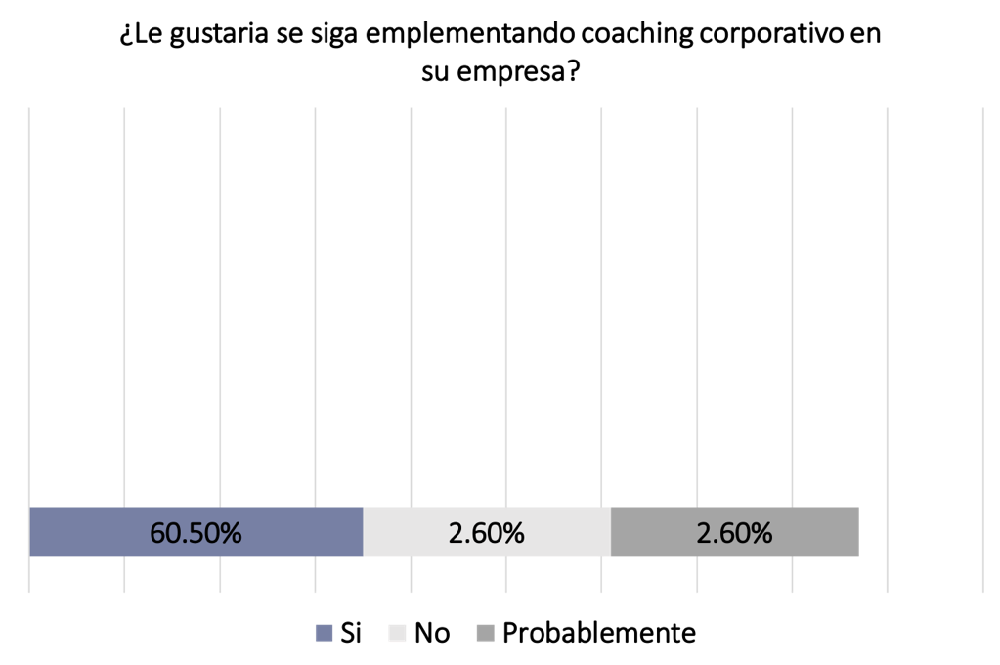 ¿Le gustaria se siga emplementando coaching corporativo en
su empresa?
60.50% 2.60% 2.60%
Si No Probablemente